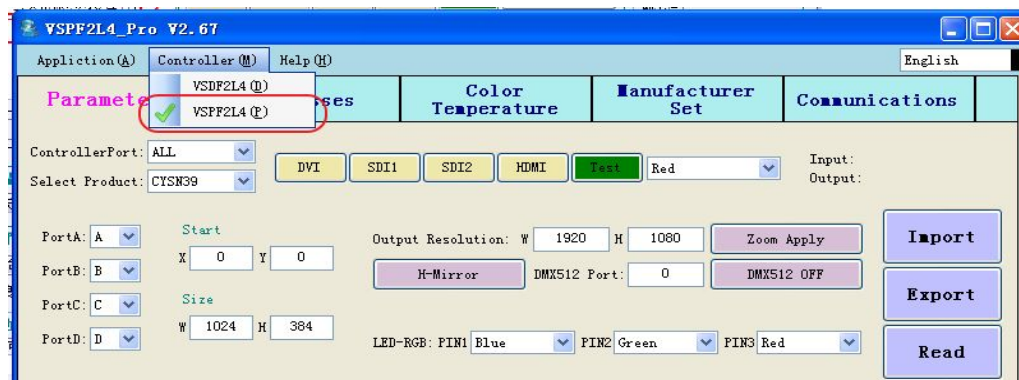 VSPF2L4_Pro V2.67
Appliction(A) Controller(M) Help(H) English
VSDF2L4(D)
VSPF2L4(P)
Paramete sses Color Temperature Manufacturer Set Communications
ControllerPort: ALL
Select Product: CYSN39
DVI SDI1 SDI2 HDMI Test Red
Input:
Output:
PortA: A
PortB: B
PortC: C
PortD: D
Start
X 0 Y 0
Size
W 1024 H 384
Output Resolution: W 1920 H 1080 Zoom Apply
H-Mirror DMX512 Port: 0 DMX512 OFF
LED-RGB: PIN1 Blue PIN2 Green PIN3 Red
Import
Export
Read